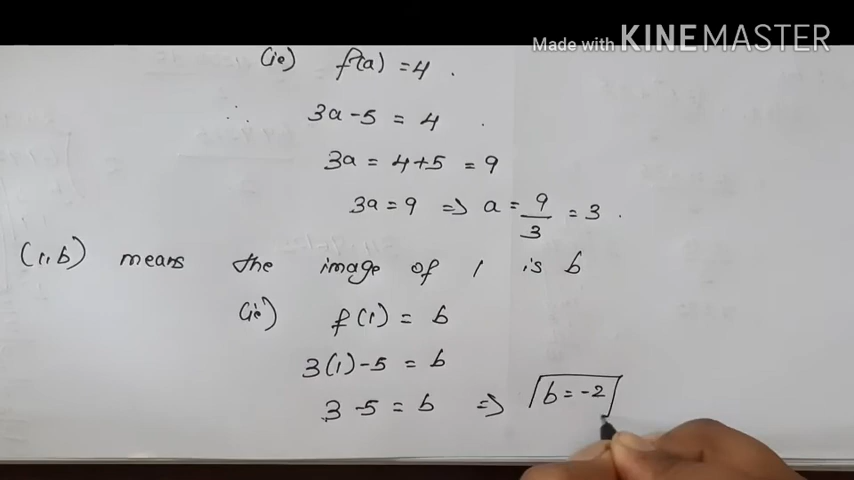 Made with KINEMASTER
(ie) f(a) = 4 .
∴ 3a - 5 = 4 .
3a = 4 + 5 = 9
3a = 9 => a = 9/3 = 3 .
(1, b) means the image of 1 is b
(ie) f(1) = b
3(1) - 5 = b
3 - 5 = b => b = -2